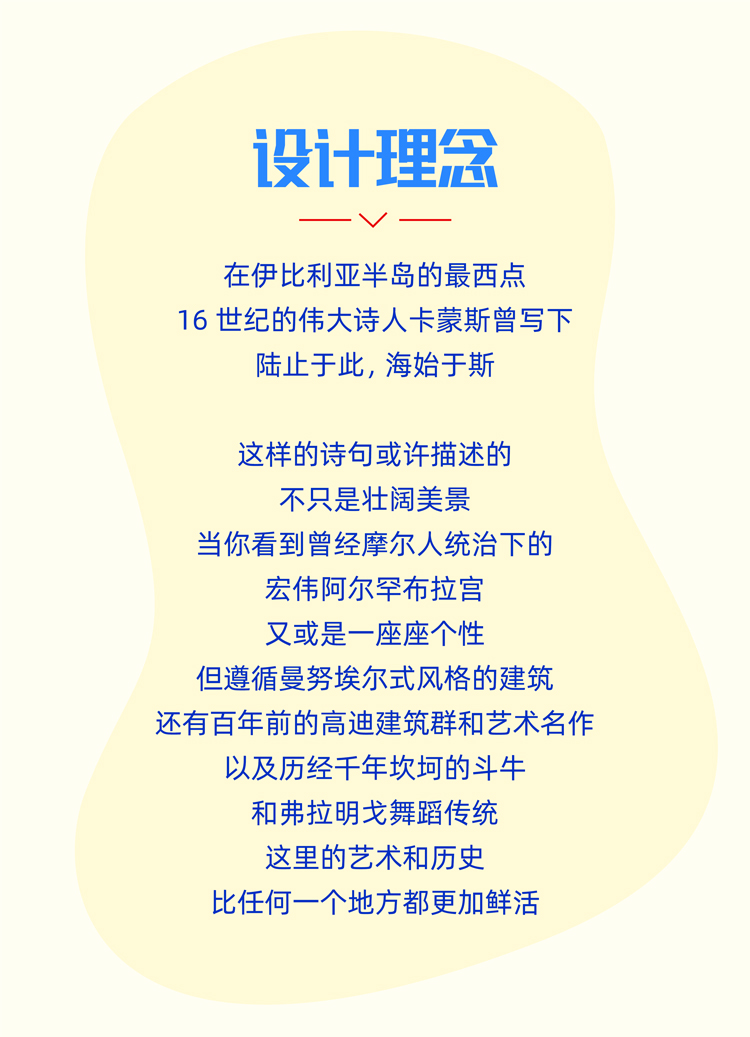 设计理念
在伊比利亚半岛的最西点
16 世纪的伟大诗人卡蒙斯曾写下
陆止于此，海始于斯
这样的诗句或许描述的
不只是壮阔美景
当你看到曾经摩尔人统治下的
宏伟阿尔罕布拉宫
又或是一座座个性
但遵循曼努埃尔式风格的建筑
还有百年前的高迪建筑群和艺术名作
以及历经千年坎坷的斗牛
和弗拉明戈舞蹈传统
这里的艺术和历史
比任何一个地方都更加鲜活